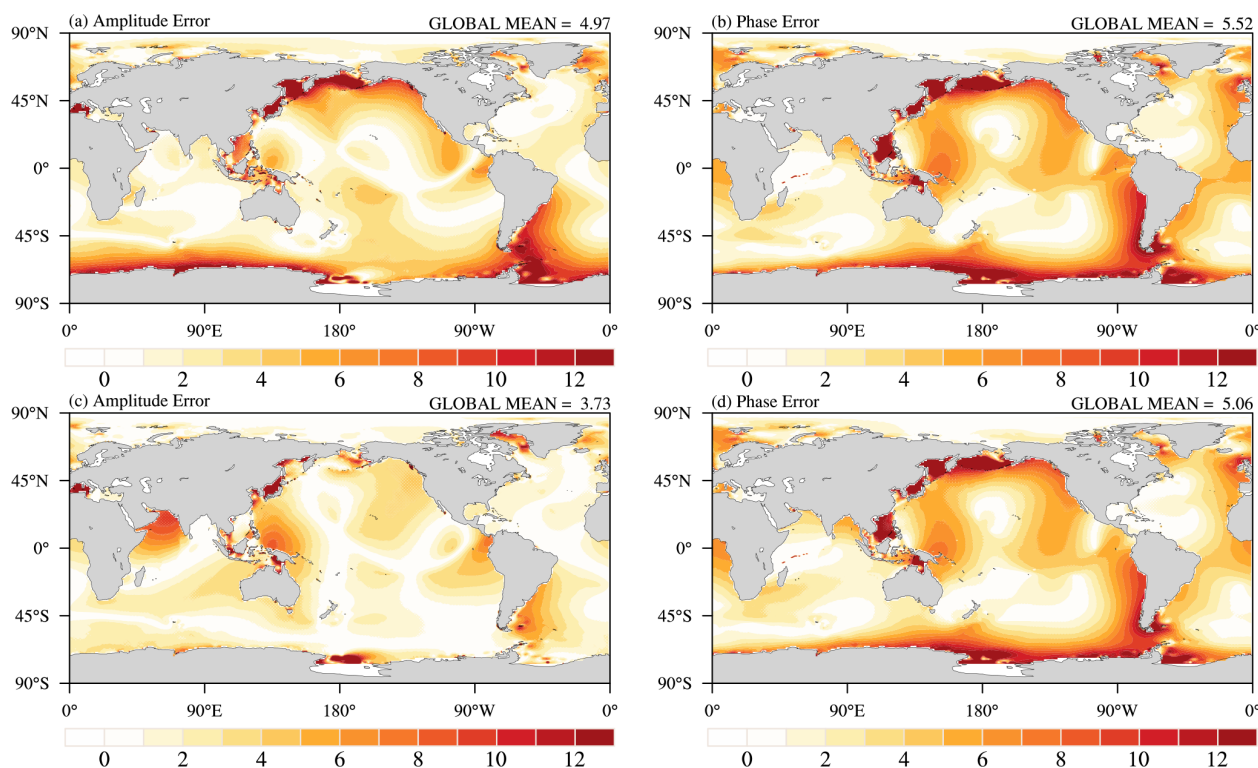 (a) Amplitude Error GLOBAL MEAN = 4.97
90°N
45°N
0°
45°S
90°S
0° 90°E 180° 90°W 0°
0 2 4 6 8 10 12
(b) Phase Error GLOBAL MEAN = 5.52
90°N
45°N
0°
45°S
90°S
0° 90°E 180° 90°W 0°
0 2 4 6 8 10 12
(c) Amplitude Error GLOBAL MEAN = 3.73
90°N
45°N
0°
45°S
90°S
0° 90°E 180° 90°W 0°
0 2 4 6 8 10 12
(d) Phase Error GLOBAL MEAN = 5.06
90°N
45°N
0°
45°S
90°S
0° 90°E 180° 90°W 0°
0 2 4 6 8 10 12